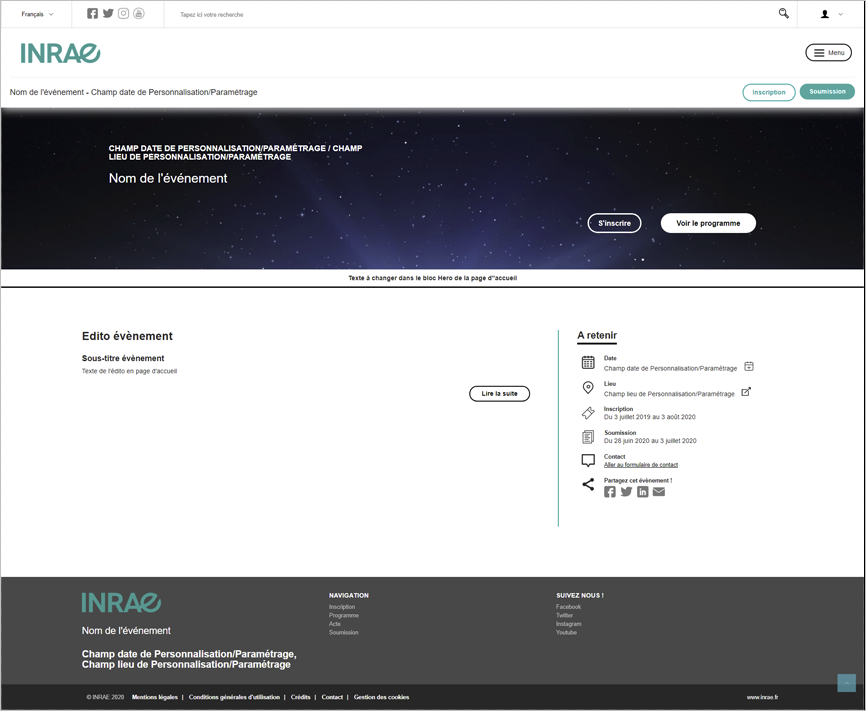 Français
Tapez ici votre recherche
INRAE
Menu
Nom de l'évènement - Champ date de Personnalisation/Paramétrage
Inscription
Soumission
CHAMP DATE DE PERSONNALISATION/PARAMÉTRAGE / CHAMP
LIEU DE PERSONNALISATION/PARAMÉTRAGE
Nom de l'événement
S'inscrire
Voir le programme
Texte à changer dans le bloc Hero de la page d''accueil
Edito évènement
Sous-titre évènement
Texte de l'édito en page d'accueil
Lire la suite
A retenir
Date
Champ date de Personnalisation/Paramétrage
Lieu
Champ lieu de Personnalisation/Paramétrage
Inscription
Du 3 juillet 2019 au 3 août 2020
Soumission
Du 28 juin 2020 au 3 juillet 2020
Contact
Aller au formulaire de contact
Partagez cet évènement !
INRAE
Nom de l'événement
Champ date de Personnalisation/Paramétrage,
Champ lieu de Personnalisation/Paramétrage
NAVIGATION
Inscription
Programme
Acte
Soumission
SUIVEZ NOUS !
Facebook
Twitter
Instagram
Youtube
© INRAE 2020 Mentions légales | Conditions générales d'utilisation | Crédits | Contact | Gestion des cookies
www.inrae.fr